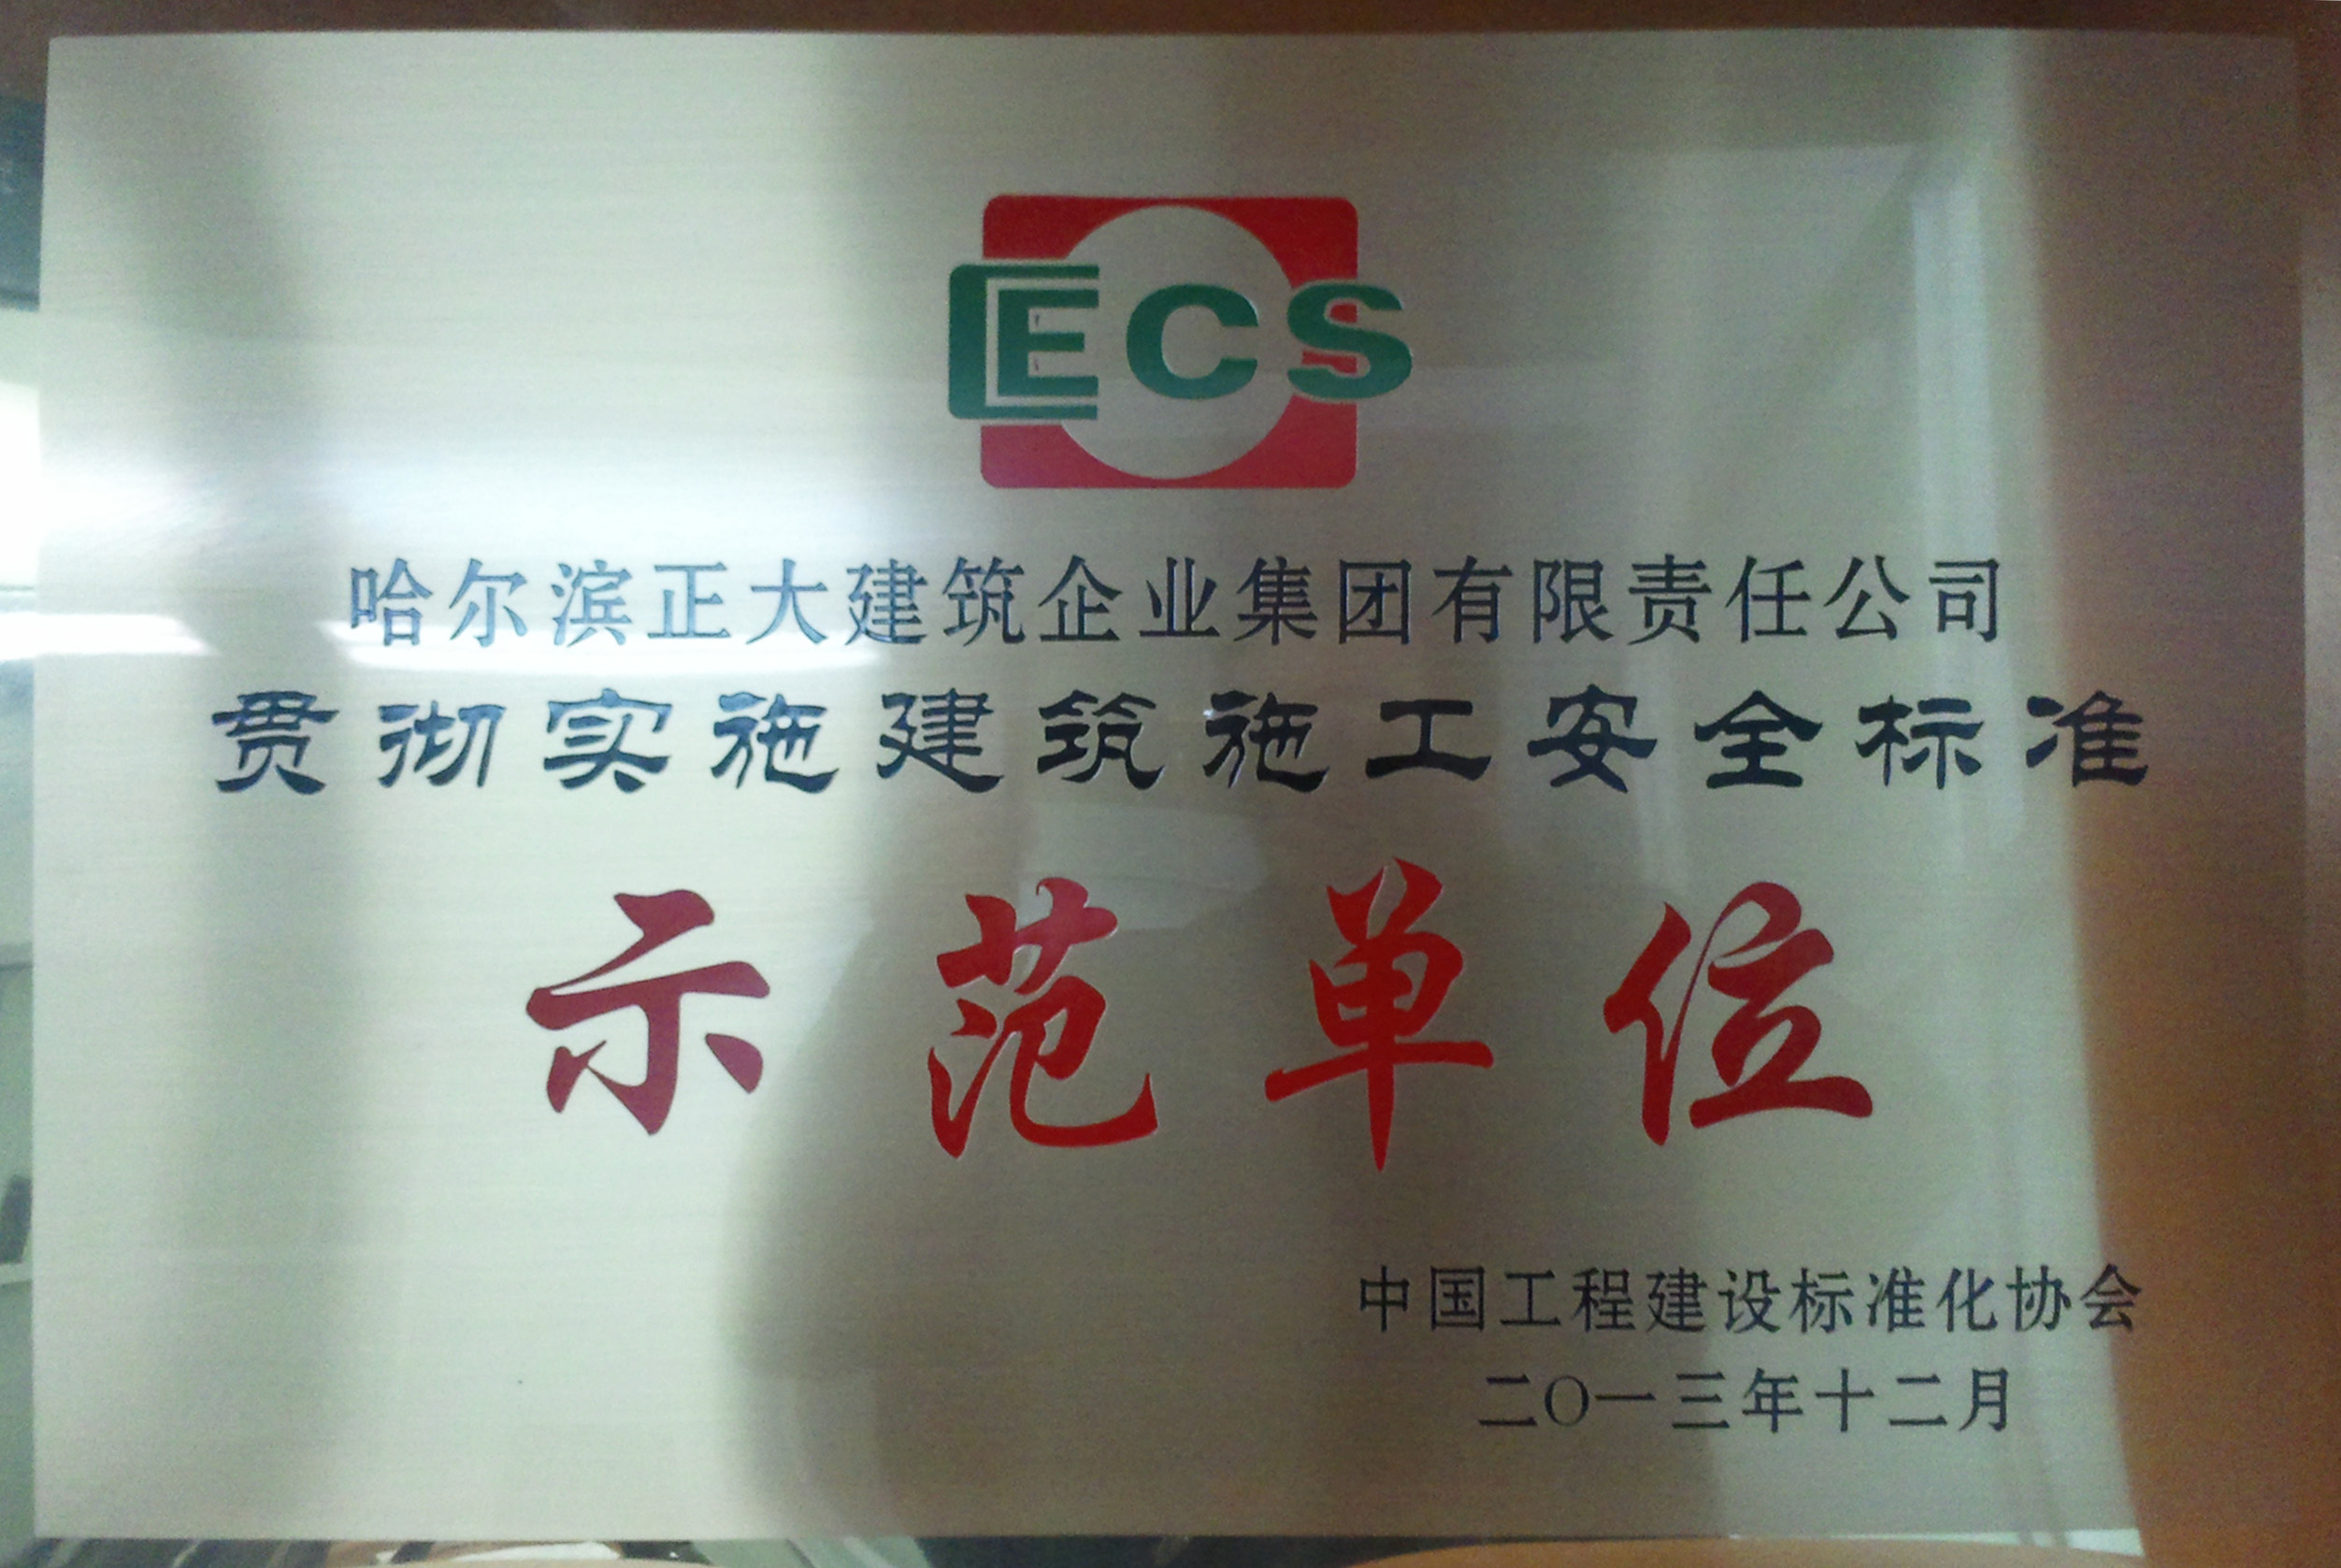 CECS
哈尔滨正大建筑企业集团有限责任公司
贯彻实施建筑施工安全标准
示范单位
中国工程建设标准化协会
二〇一三年十二月